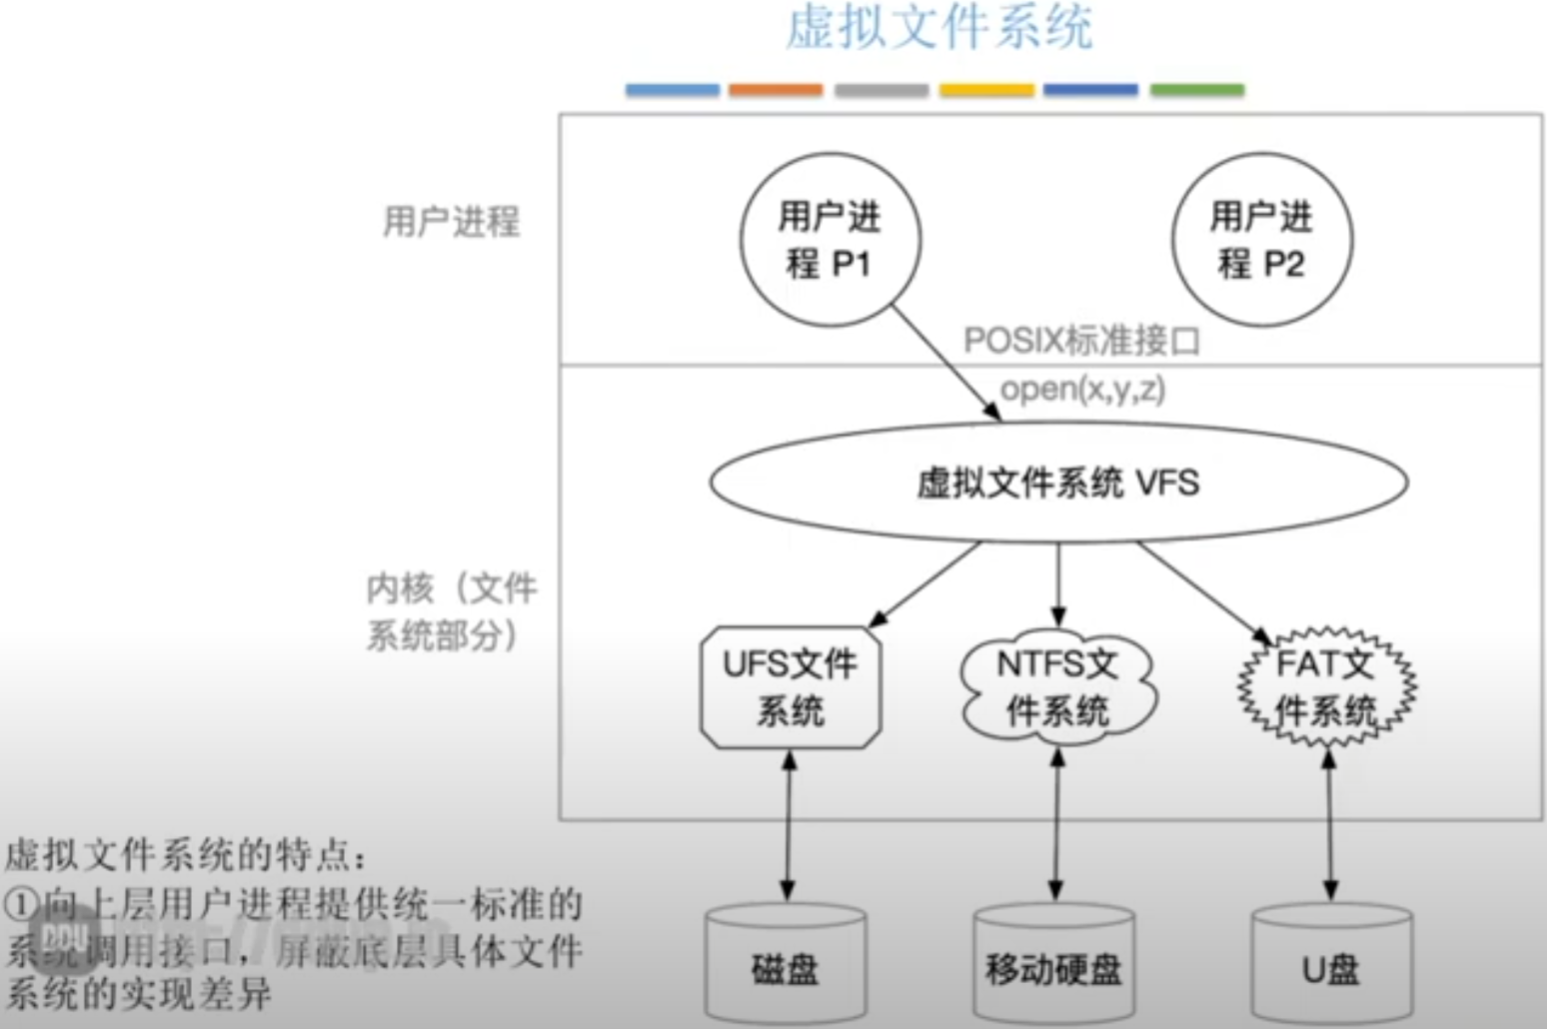 虚拟文件系统
用户进程
用户进
程 P1
用户进
程 P2
POSIX标准接口
open(x,y,z)
虚拟文件系统 VFS
内核（文件
系统部分）
UFS文件
系统
NTFS文
件系统
FAT文
件系统
虚拟文件系统的特点：
①向上层用户进程提供统一标准的
系统调用接口，屏蔽底层具体文件
系统的实现差异
磁盘
移动硬盘
U盘